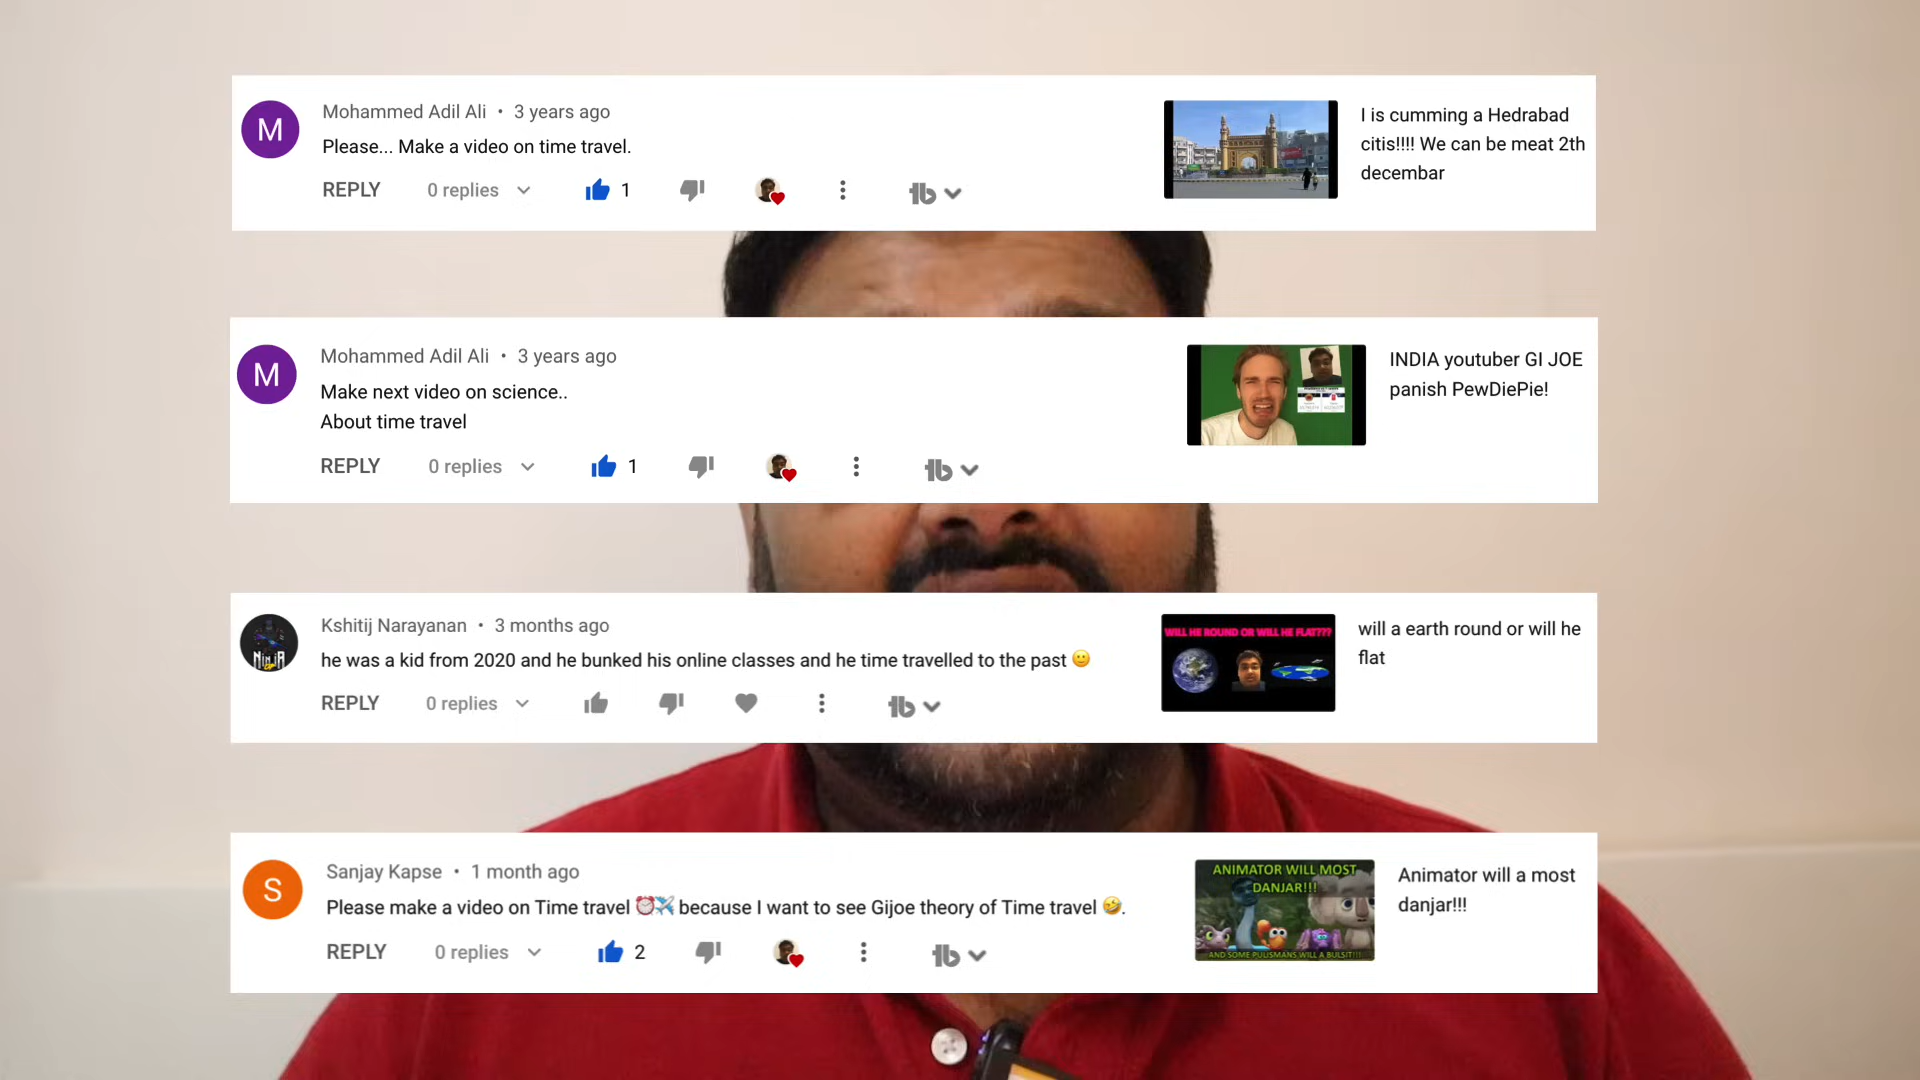 M
Mohammed Adil Ali • 3 years ago
Please... Make a video on time travel.
REPLY 0 replies 1
I is cumming a Hedrabad
citis!!!! We can be meat 2th
decembar
M
Mohammed Adil Ali • 3 years ago
Make next video on science..
About time travel
REPLY 0 replies 1
INDIA youtuber GI JOE
panish PewDiePie!
NINJA
Kshitij Narayanan • 3 months ago
he was a kid from 2020 and he bunked his online classes and he time travelled to the past 🙂
REPLY 0 replies
WILL HE ROUND OR WILL HE FLAT???
will a earth round or will he
flat
S
Sanjay Kapse • 1 month ago
Please make a video on Time travel ⏰✈️ because I want to see Gijoe theory of Time travel 🤣.
REPLY 0 replies 2
ANIMATOR WILL MOST
DANJAR!!!
AND SOME PULISMANS WILL A BULSIT!!!
Animator will a most
danjar!!!